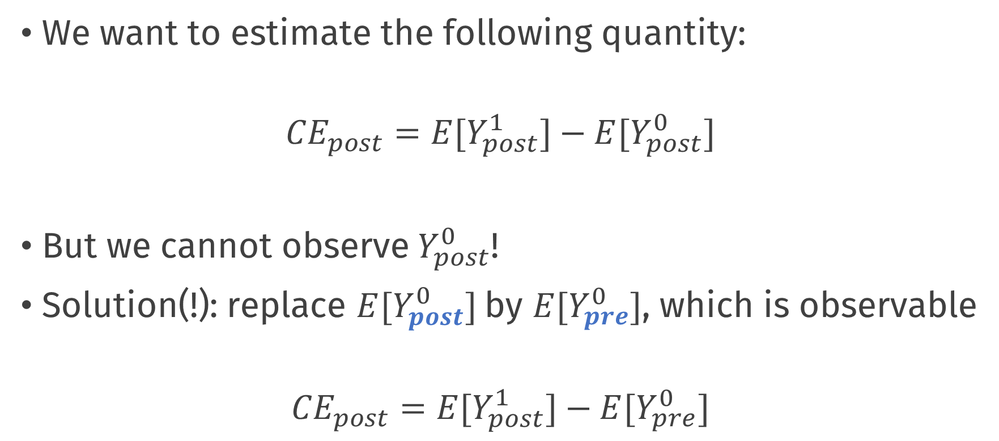 • We want to estimate the following quantity:
$CE_{post} = E[Y^1_{post}] - E[Y^0_{post}]$
• But we cannot observe $Y^0_{post}$!
• Solution(!): replace $E[Y^0_{\boldsymbol{post}}]$ by $E[Y^0_{\boldsymbol{pre}}]$, which is observable
$CE_{post} = E[Y^1_{post}] - E[Y^0_{pre}]$